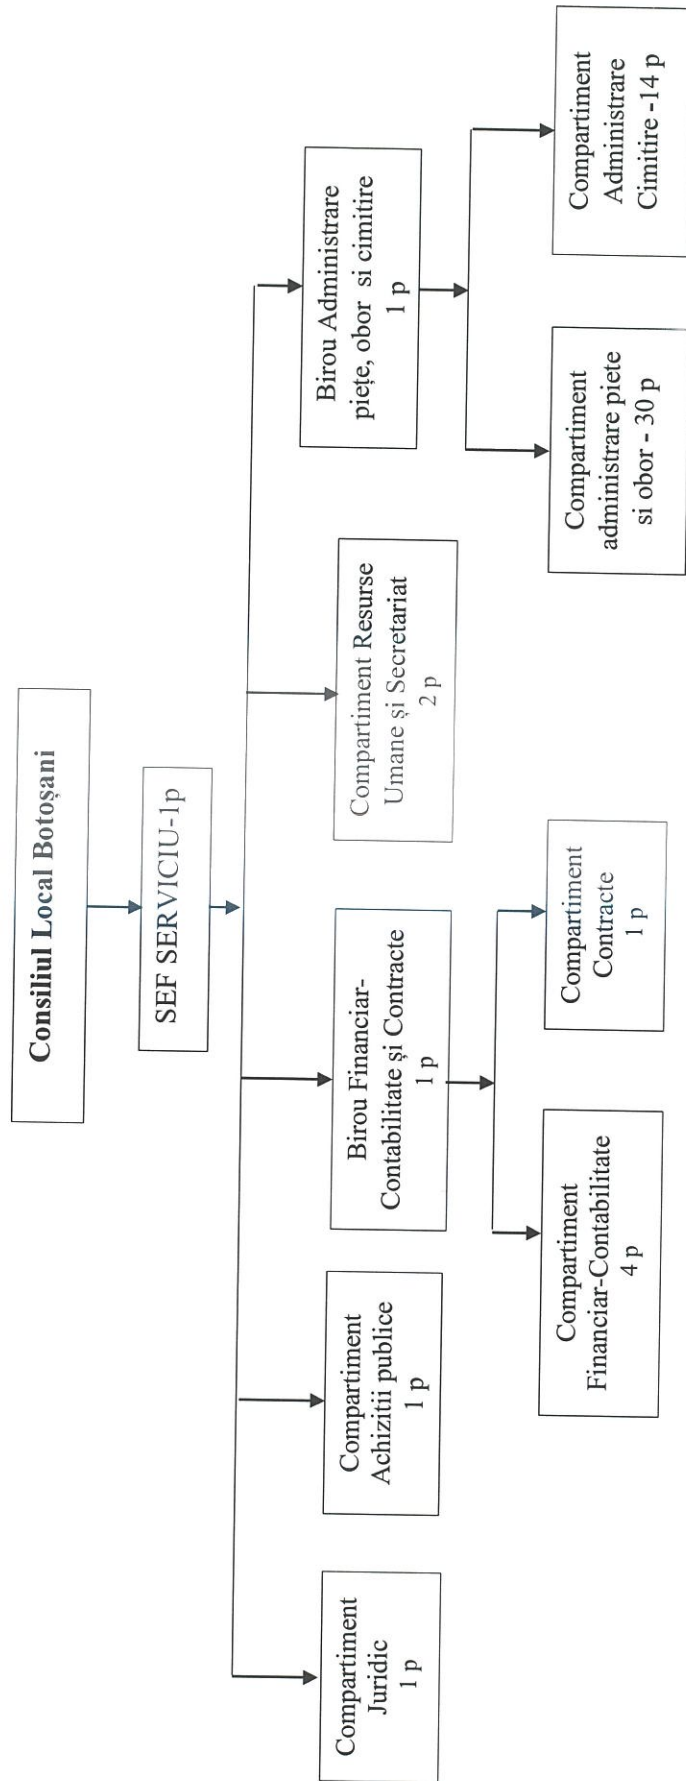 Consiliul Local Botoșani
SEF SERVICIU-1p
Compartiment
Juridic
1 p
Compartiment
Achizitii publice
1 p
Birou Financiar-
Contabilitate și Contracte
1 p
Compartiment Resurse
Umane și Secretariat
2 p
Birou Administrare
piețe, obor si cimitire
1 p
Compartiment
Financiar-Contabilitate
4 p
Compartiment
Contracte
1 p
Compartiment
administrare piete
si obor - 30 p
Compartiment
Administrare
Cimitire -14 p